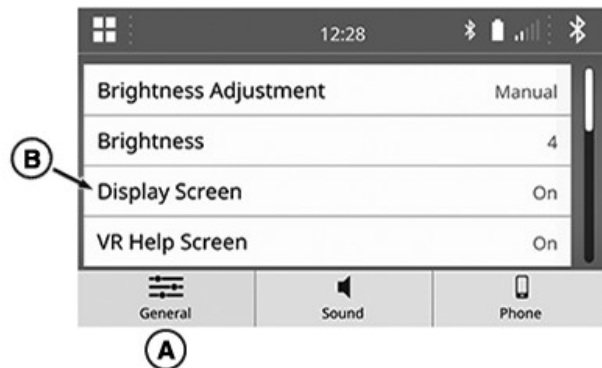 12:28
Brightness Adjustment Manual
Brightness 4
B
Display Screen On
VR Help Screen On
General Sound Phone
A